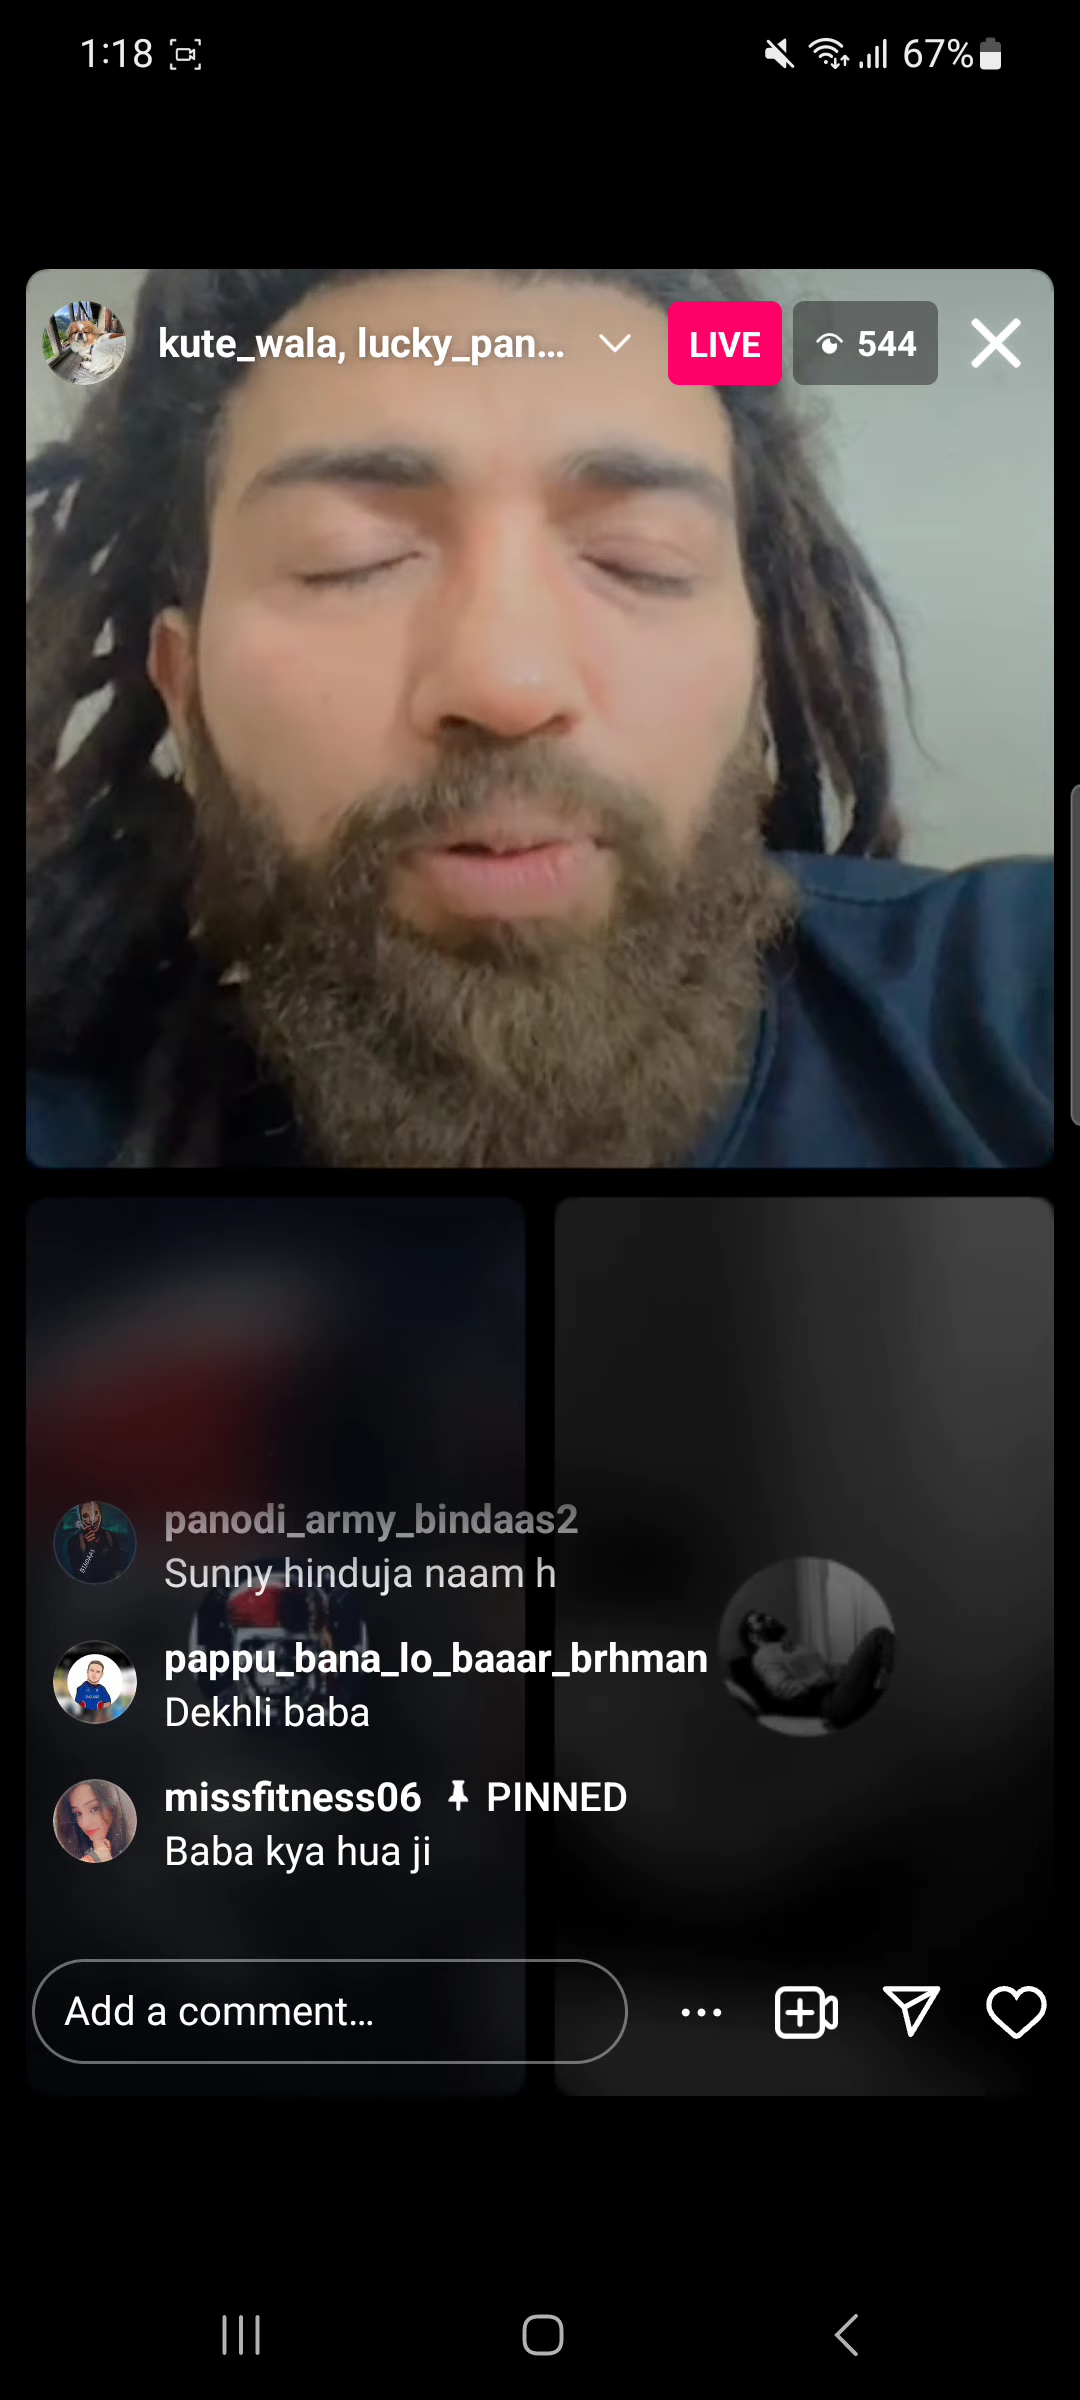 1:18
67%
kute_wala, lucky_pan...
LIVE
544
panodi_army_bindaas2
Sunny hinduja naam h
pappu_bana_lo_baaar_brhman
Dekhli baba
missfitness06 PINNED
Baba kya hua ji
Add a comment...